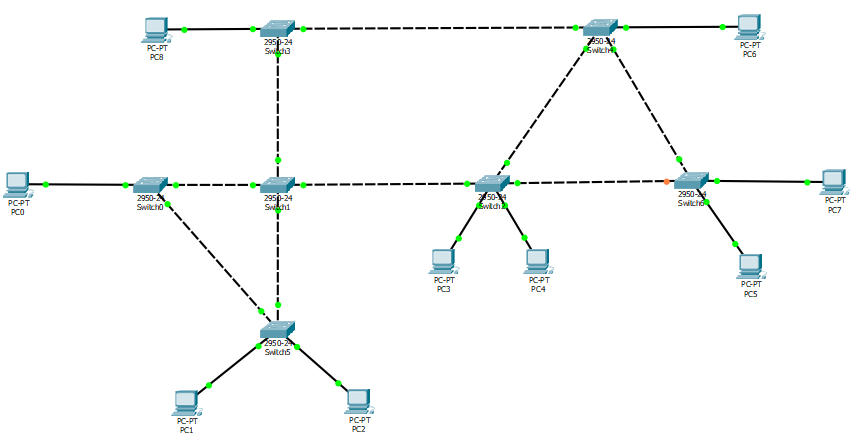 2950-24
Switch3
PC-PT
PC8
2950-24
Switch4
PC-PT
PC6
PC-PT
PC0
2950-24
Switch0
2950-24
Switch1
2950-24
2950-24
Switch6
PC-PT
PC7
PC-PT
PC3
PC-PT
PC4
PC-PT
PC5
2950-24
Switch5
PC-PT
PC1
PC-PT
PC2